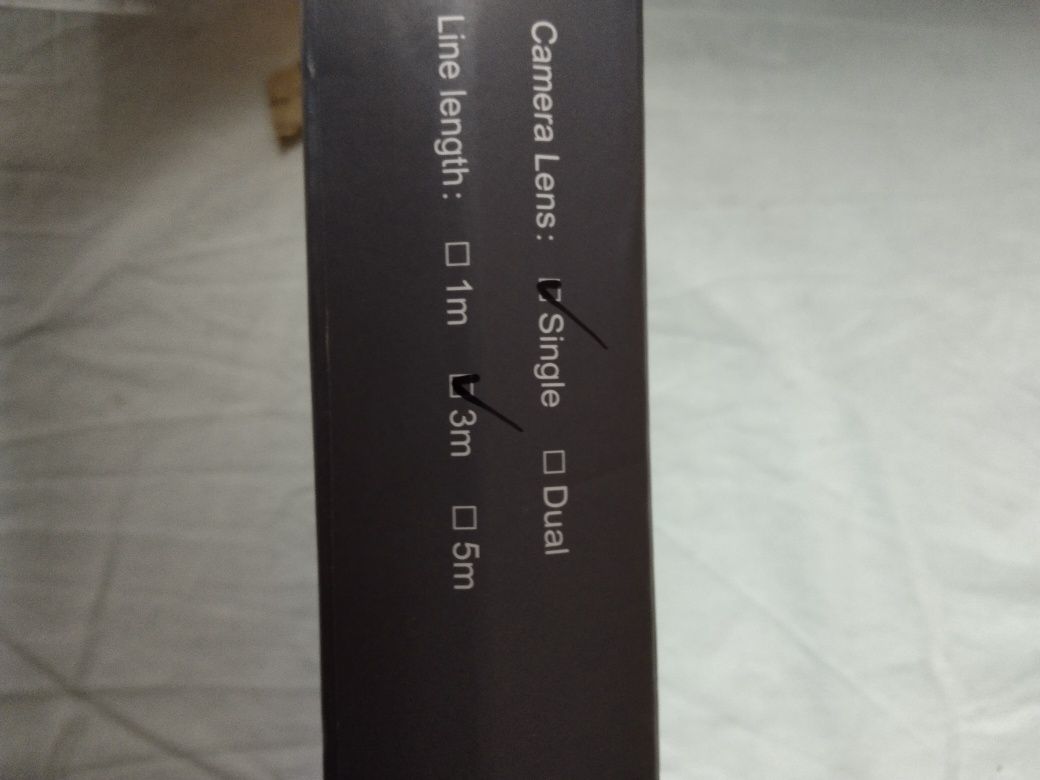 Camera Lens: ☑ Single ☐ Dual
Line length: ☐ 1m ☑ 3m ☐ 5m